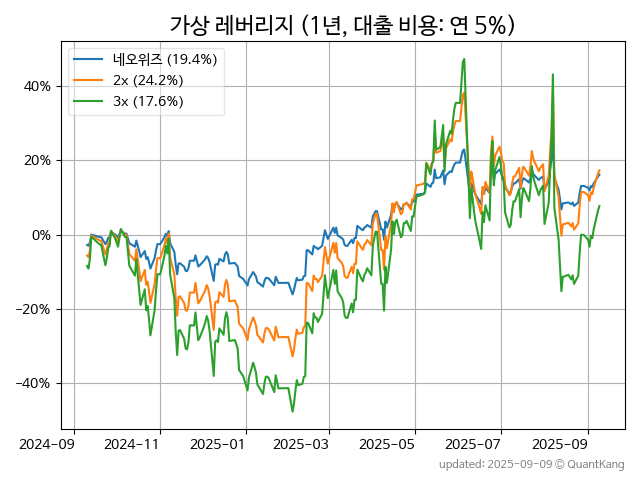 가상 레버리지 (1년, 대출 비용: 연 5%)
네오위즈 (19.4%)
2x (24.2%)
3x (17.6%)
40%
20%
0%
−20%
−40%
2024-09 2024-11 2025-01 2025-03 2025-05 2025-07 2025-09
updated: 2025-09-09 © QuantKang